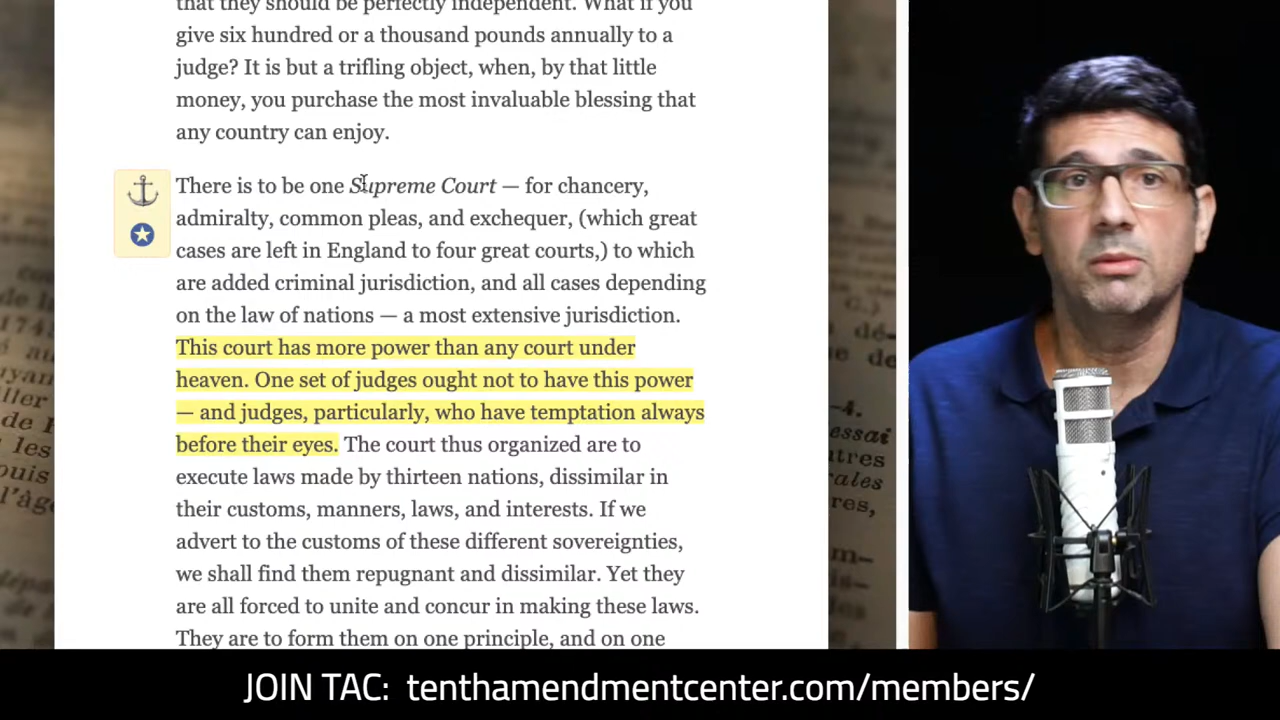 that they should be perfectly independent. What if you
give six hundred or a thousand pounds annually to a
judge? It is but a trifling object, when, by that little
money, you purchase the most invaluable blessing that
any country can enjoy.
There is to be one Supreme Court — for chancery,
admiralty, common pleas, and exchequer, (which great
cases are left in England to four great courts,) to which
are added criminal jurisdiction, and all cases depending
on the law of nations — a most extensive jurisdiction.
This court has more power than any court under
heaven. One set of judges ought not to have this power
— and judges, particularly, who have temptation always
before their eyes. The court thus organized are to
execute laws made by thirteen nations, dissimilar in
their customs, manners, laws, and interests. If we
advert to the customs of these different sovereignties,
we shall find them repugnant and dissimilar. Yet they
are all forced to unite and concur in making these laws.
They are to form them on one principle, and on one
JOIN TAC: tenthamendmentcenter.com/members/